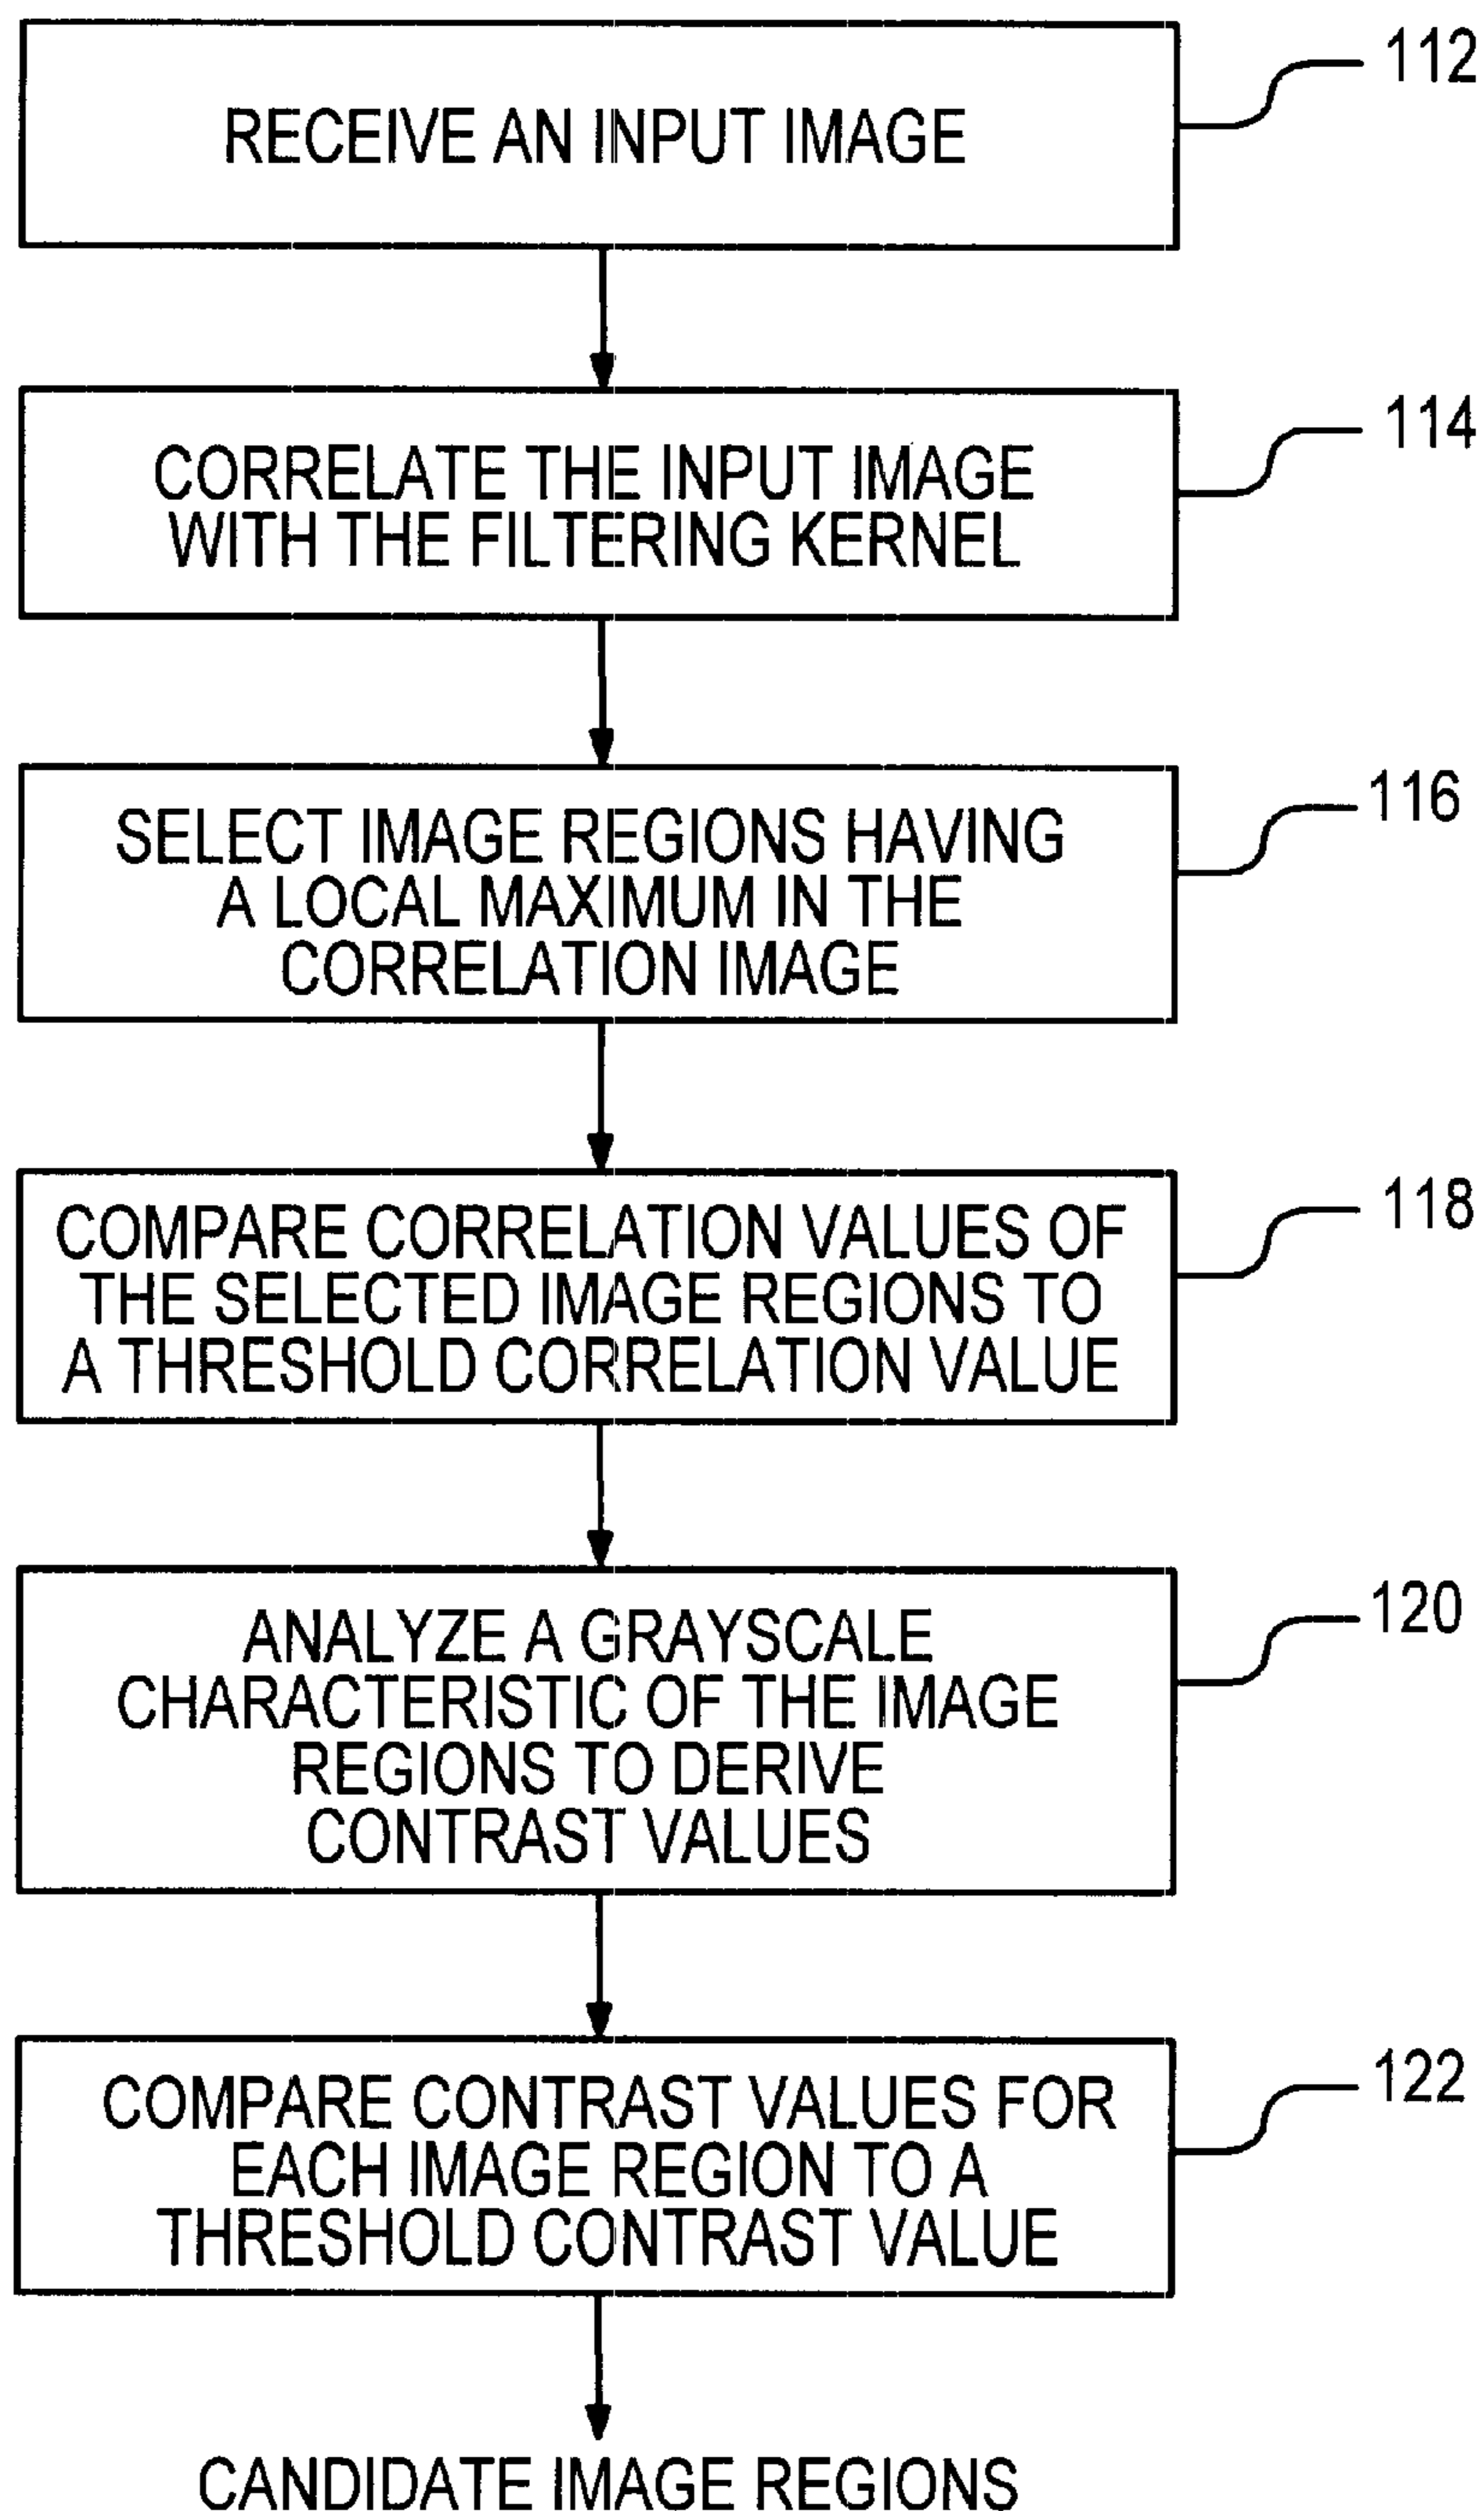 RECEIVE AN INPUT IMAGE
112
CORRELATE THE INPUT IMAGE
WITH THE FILTERING KERNEL
114
SELECT IMAGE REGIONS HAVING
A LOCAL MAXIMUM IN THE
CORRELATION IMAGE
116
COMPARE CORRELATION VALUES OF
THE SELECTED IMAGE REGIONS TO
A THRESHOLD CORRELATION VALUE
118
ANALYZE A GRAYSCALE
CHARACTERISTIC OF THE IMAGE
REGIONS TO DERIVE
CONTRAST VALUES
120
COMPARE CONTRAST VALUES FOR
EACH IMAGE REGION TO A
THRESHOLD CONTRAST VALUE
122
CANDIDATE IMAGE REGIONS